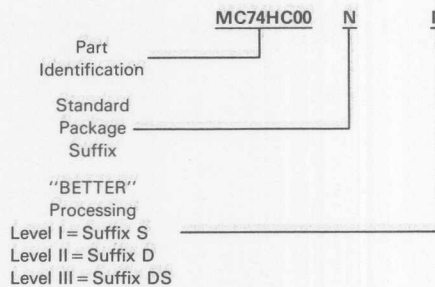 MC74HC00 N
Part
Identification
Standard
Package
Suffix
"BETTER"
Processing
Level I = Suffix S
Level II = Suffix D
Level III = Suffix DS